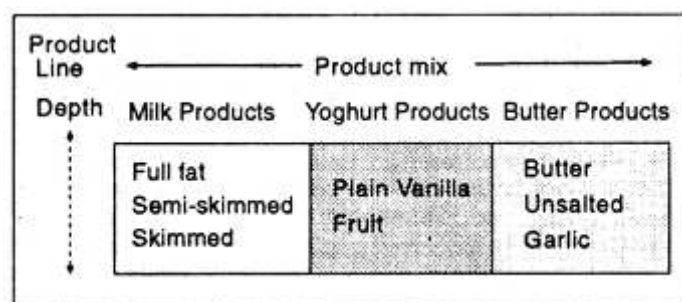 Product
Line
Product mix
Depth
Milk Products
Yoghurt Products
Butter Products
Full fat
Semi-skimmed
Skimmed
Plain Vanilla
Fruit
Butter
Unsalted
Garlic